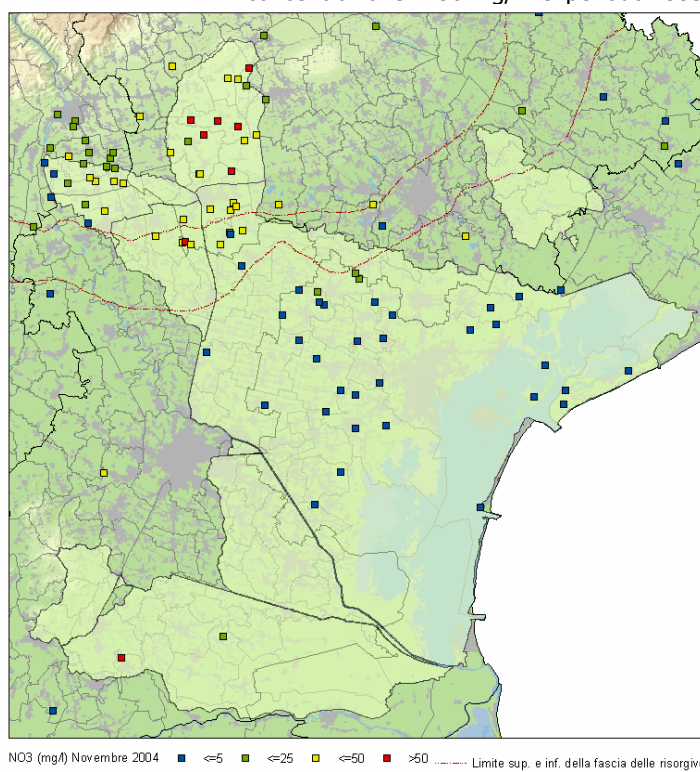 NO3 (mg/l) Novembre 2004 <=5 <=25 <=50 >50 Limite sup. e inf. della fascia delle risorgiv